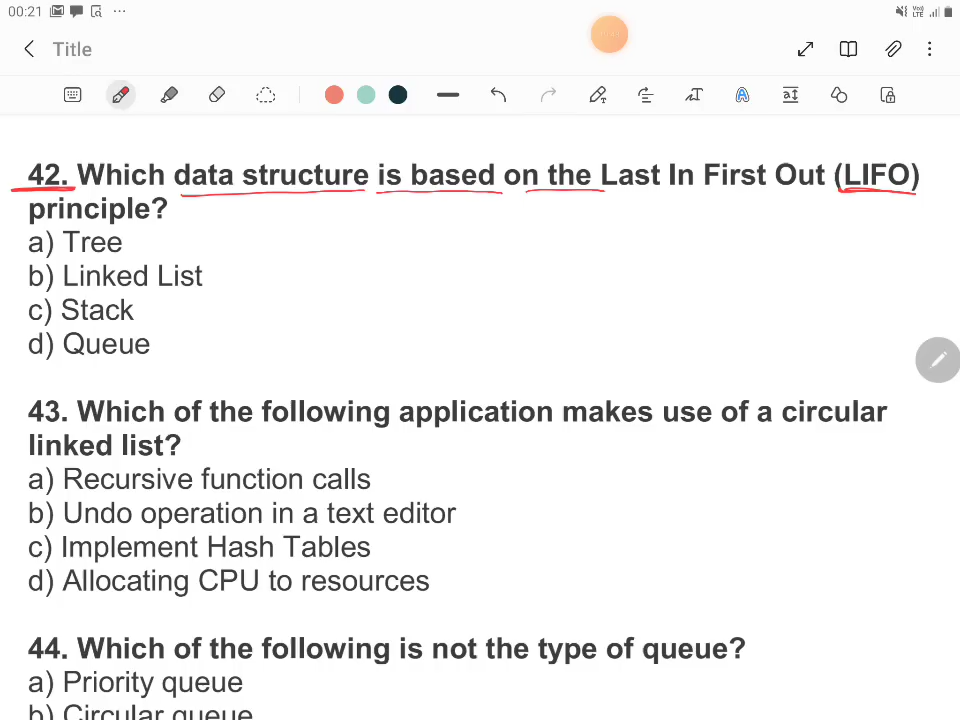 00:21
Title
42. Which data structure is based on the Last In First Out (LIFO)
principle?
a) Tree
b) Linked List
c) Stack
d) Queue
43. Which of the following application makes use of a circular
linked list?
a) Recursive function calls
b) Undo operation in a text editor
c) Implement Hash Tables
d) Allocating CPU to resources
44. Which of the following is not the type of queue?
a) Priority queue
b) Circular queue